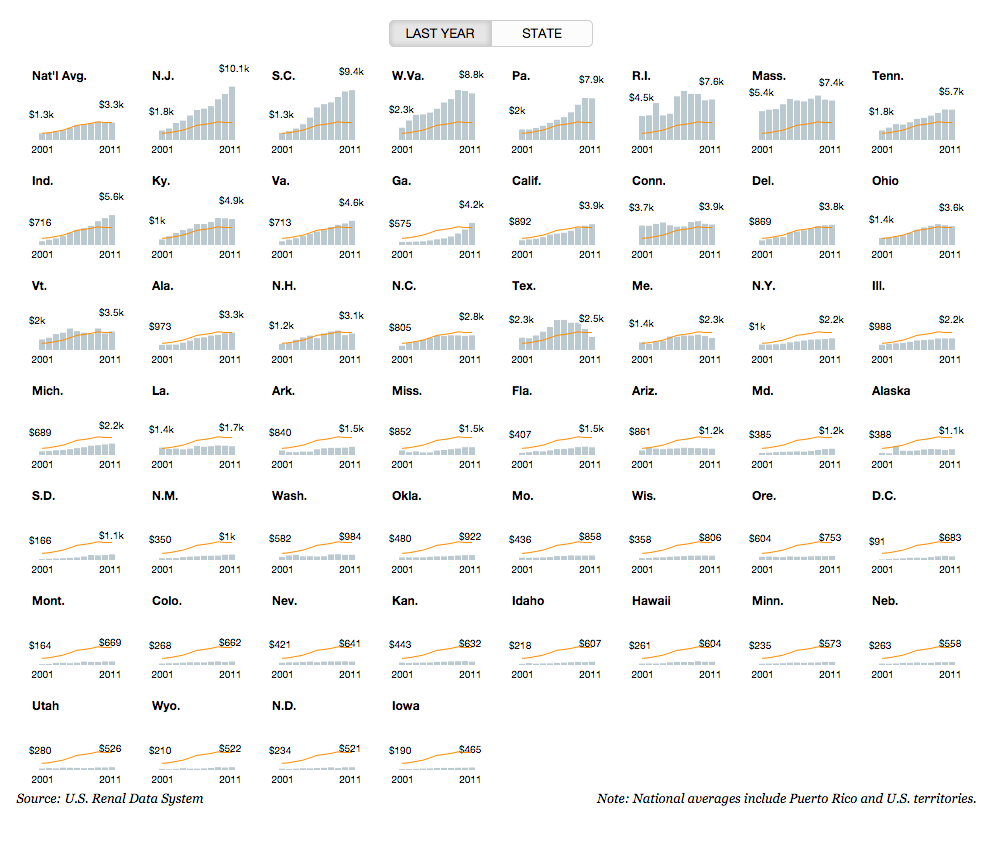 LAST YEAR STATE
Nat'l Avg. N.J. S.C. W.Va. Pa. R.I. Mass. Tenn.
$1.3k $3.3k $1.8k $10.1k $1.3k $9.4k $2.3k $8.8k $2k $7.9k $4.5k $7.6k $5.4k $7.4k $1.8k $5.7k
2001 2011 2001 2011 2001 2011 2001 2011 2001 2011 2001 2011 2001 2011 2001 2011
Ind. Ky. Va. Ga. Calif. Conn. Del. Ohio
$716 $5.6k $1k $4.9k $713 $4.6k $575 $4.2k $892 $3.9k $3.7k $3.9k $869 $3.8k $1.4k $3.6k
2001 2011 2001 2011 2001 2011 2001 2011 2001 2011 2001 2011 2001 2011 2001 2011
Vt. Ala. N.H. N.C. Tex. Me. N.Y. Ill.
$2k $3.5k $973 $3.3k $1.2k $3.1k $805 $2.8k $2.3k $2.5k $1.4k $2.3k $1k $2.2k $988 $2.2k
2001 2011 2001 2011 2001 2011 2001 2011 2001 2011 2001 2011 2001 2011 2001 2011
Mich. La. Ark. Miss. Fla. Ariz. Md. Alaska
$689 $2.2k $1.4k $1.7k $840 $1.5k $852 $1.5k $407 $1.5k $861 $1.2k $385 $1.2k $388 $1.1k
2001 2011 2001 2011 2001 2011 2001 2011 2001 2011 2001 2011 2001 2011 2001 2011
S.D. N.M. Wash. Okla. Mo. Wis. Ore. D.C.
$166 $1.1k $350 $1k $582 $984 $480 $922 $436 $858 $358 $806 $604 $753 $91 $683
2001 2011 2001 2011 2001 2011 2001 2011 2001 2011 2001 2011 2001 2011 2001 2011
Mont. Colo. Nev. Kan. Idaho Hawaii Minn. Neb.
$164 $669 $268 $662 $421 $641 $443 $632 $218 $607 $261 $604 $235 $573 $263 $558
2001 2011 2001 2011 2001 2011 2001 2011 2001 2011 2001 2011 2001 2011 2001 2011
Utah Wyo. N.D. Iowa
$280 $526 $210 $522 $234 $521 $190 $465
2001 2011 2001 2011 2001 2011 2001 2011
Source: U.S. Renal Data System Note: National averages include Puerto Rico and U.S. territories.